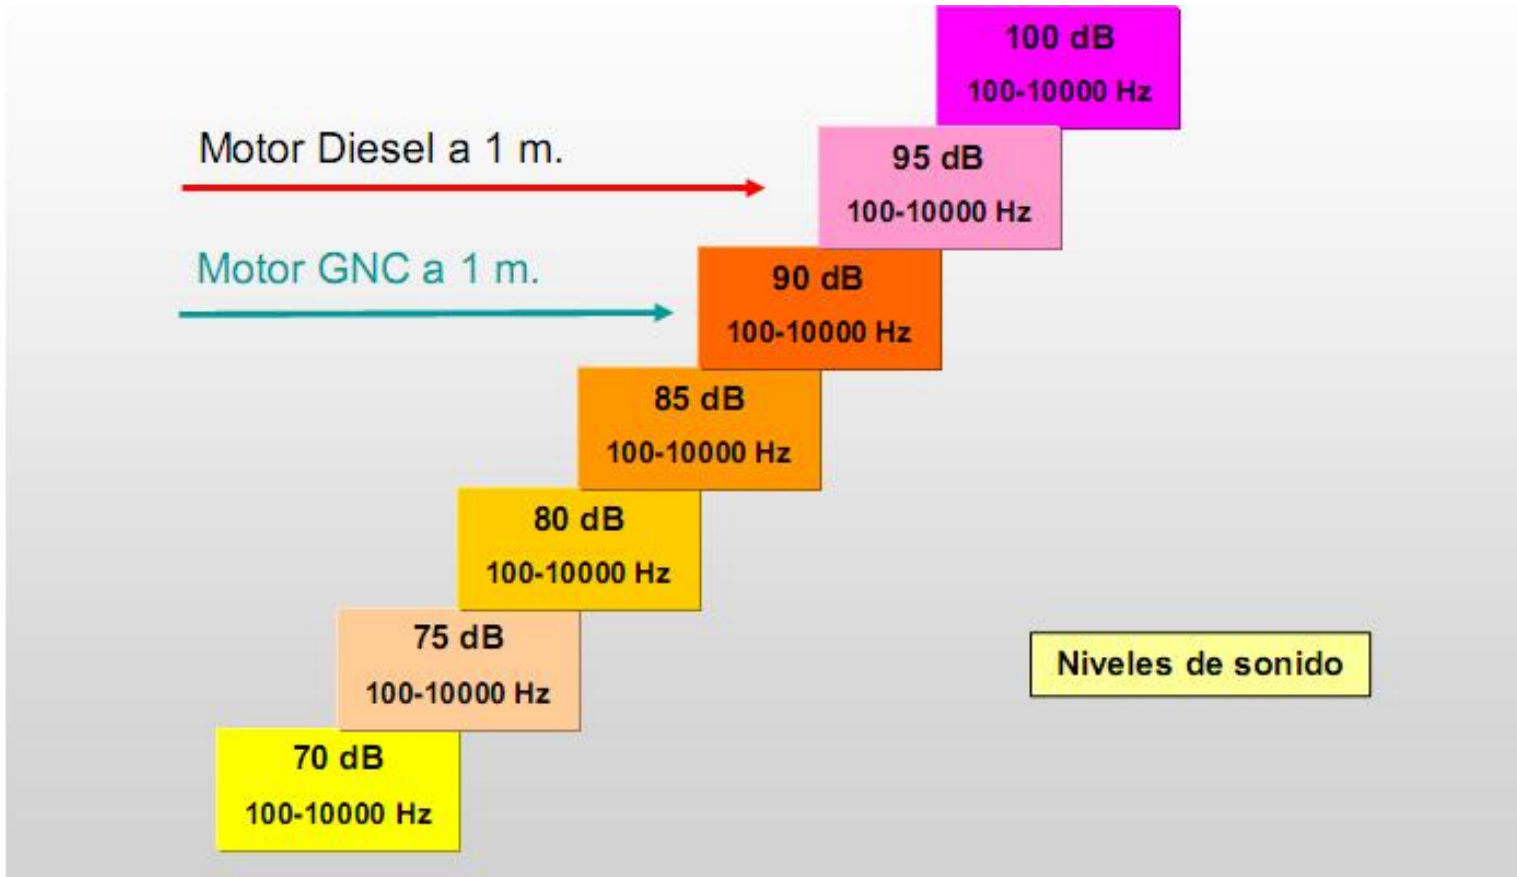 100 dB
100-10000 Hz
Motor Diesel a 1 m.
95 dB
100-10000 Hz
Motor GNC a 1 m.
90 dB
100-10000 Hz
85 dB
100-10000 Hz
80 dB
100-10000 Hz
75 dB
100-10000 Hz
Niveles de sonido
70 dB
100-10000 Hz